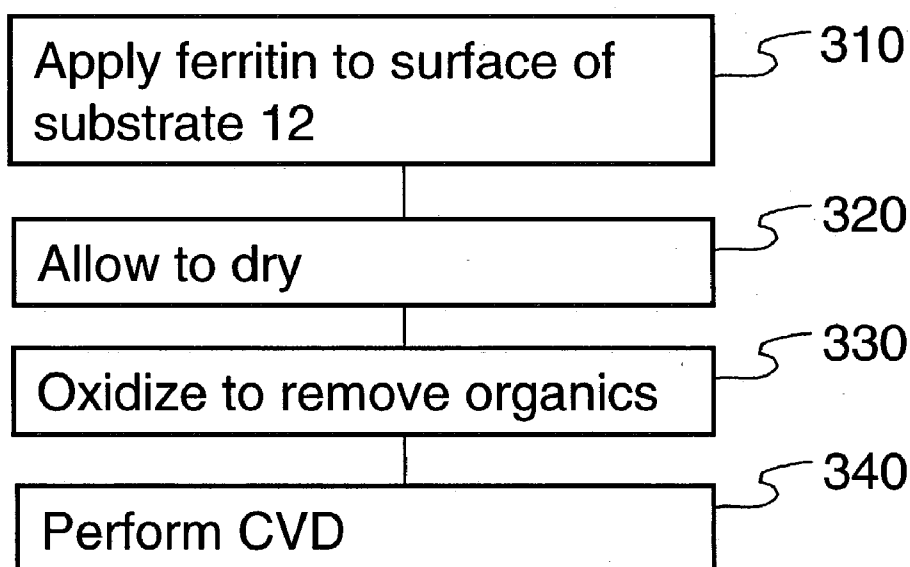 Apply ferritin to surface of
substrate 12
310
Allow to dry
320
Oxidize to remove organics
330
Perform CVD
340